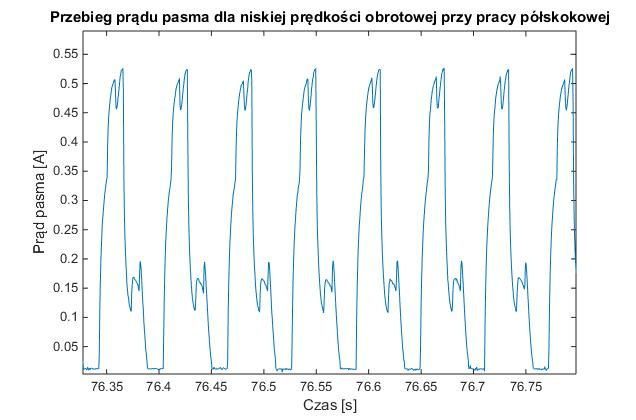 Przebieg prądu pasma dla niskiej prędkości obrotowej przy pracy półskokowej
Prąd pasma [A]
0.55
0.5
0.45
0.4
0.35
0.3
0.25
0.2
0.15
0.1
0.05
76.35 76.4 76.45 76.5 76.55 76.6 76.65 76.7 76.75
Czas [s]